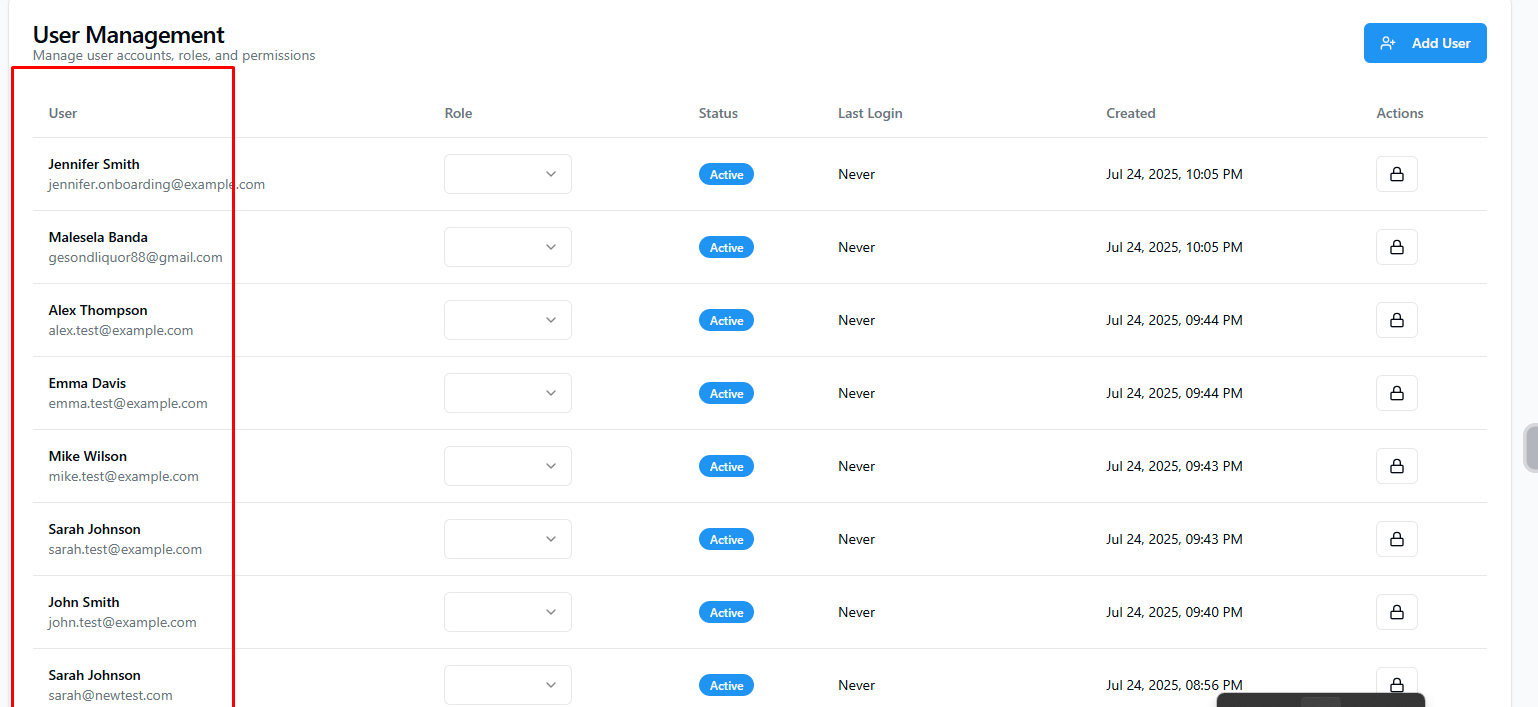 User Management
Manage user accounts, roles, and permissions
Add User
User Role Status Last Login Created Actions
Jennifer Smith
jennifer.onboarding@example.com
Active Never Jul 24, 2025, 10:05 PM
Malesela Banda
gesondliquor88@gmail.com
Active Never Jul 24, 2025, 10:05 PM
Alex Thompson
alex.test@example.com
Active Never Jul 24, 2025, 09:44 PM
Emma Davis
emma.test@example.com
Active Never Jul 24, 2025, 09:44 PM
Mike Wilson
mike.test@example.com
Active Never Jul 24, 2025, 09:43 PM
Sarah Johnson
sarah.test@example.com
Active Never Jul 24, 2025, 09:43 PM
John Smith
john.test@example.com
Active Never Jul 24, 2025, 09:40 PM
Sarah Johnson
sarah@newtest.com
Active Never Jul 24, 2025, 08:56 PM